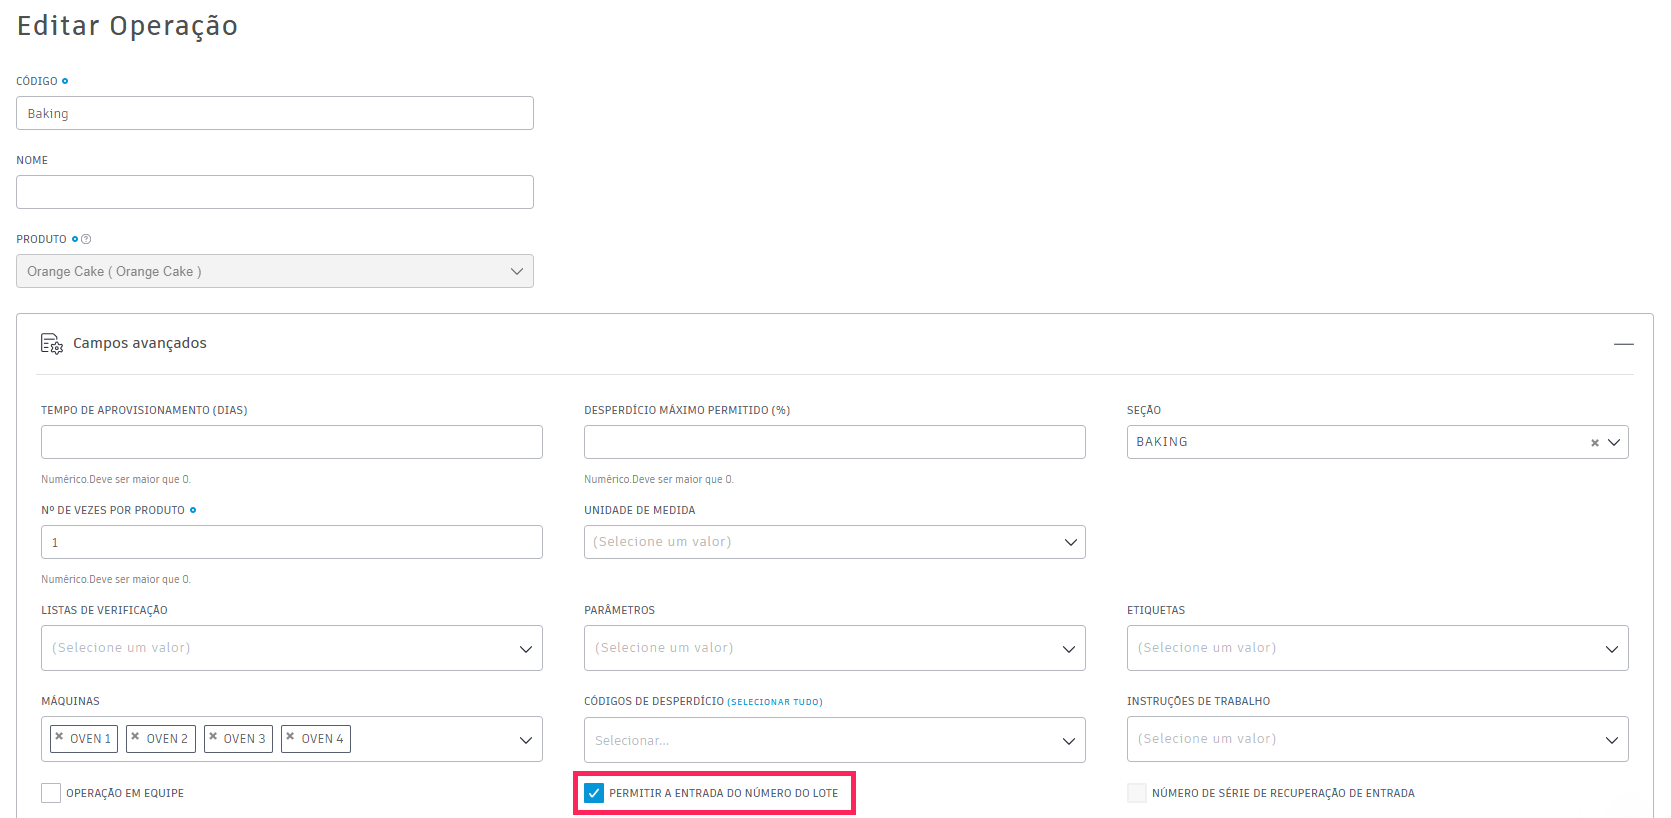 Editar Operação
CÓDIGO
Baking
NOME
PRODUTO
Orange Cake ( Orange Cake )
Campos avançados
TEMPO DE APROVISIONAMENTO (DIAS)
DESPERDÍCIO MÁXIMO PERMITIDO (%)
SEÇÃO
BAKING
Numérico.Deve ser maior que 0.
Numérico.Deve ser maior que 0.
Nº DE VEZES POR PRODUTO
UNIDADE DE MEDIDA
1
(Selecione um valor)
Numérico.Deve ser maior que 0.
LISTAS DE VERIFICAÇÃO
PARÂMETROS
ETIQUETAS
(Selecione um valor)
(Selecione um valor)
(Selecione um valor)
MÁQUINAS
CÓDIGOS DE DESPERDÍCIO (SELECIONAR TUDO)
INSTRUÇÕES DE TRABALHO
OVEN 1
OVEN 2
OVEN 3
OVEN 4
Selecionar...
(Selecione um valor)
OPERAÇÃO EM EQUIPE
PERMITIR A ENTRADA DO NÚMERO DO LOTE
NÚMERO DE SÉRIE DE RECUPERAÇÃO DE ENTRADA